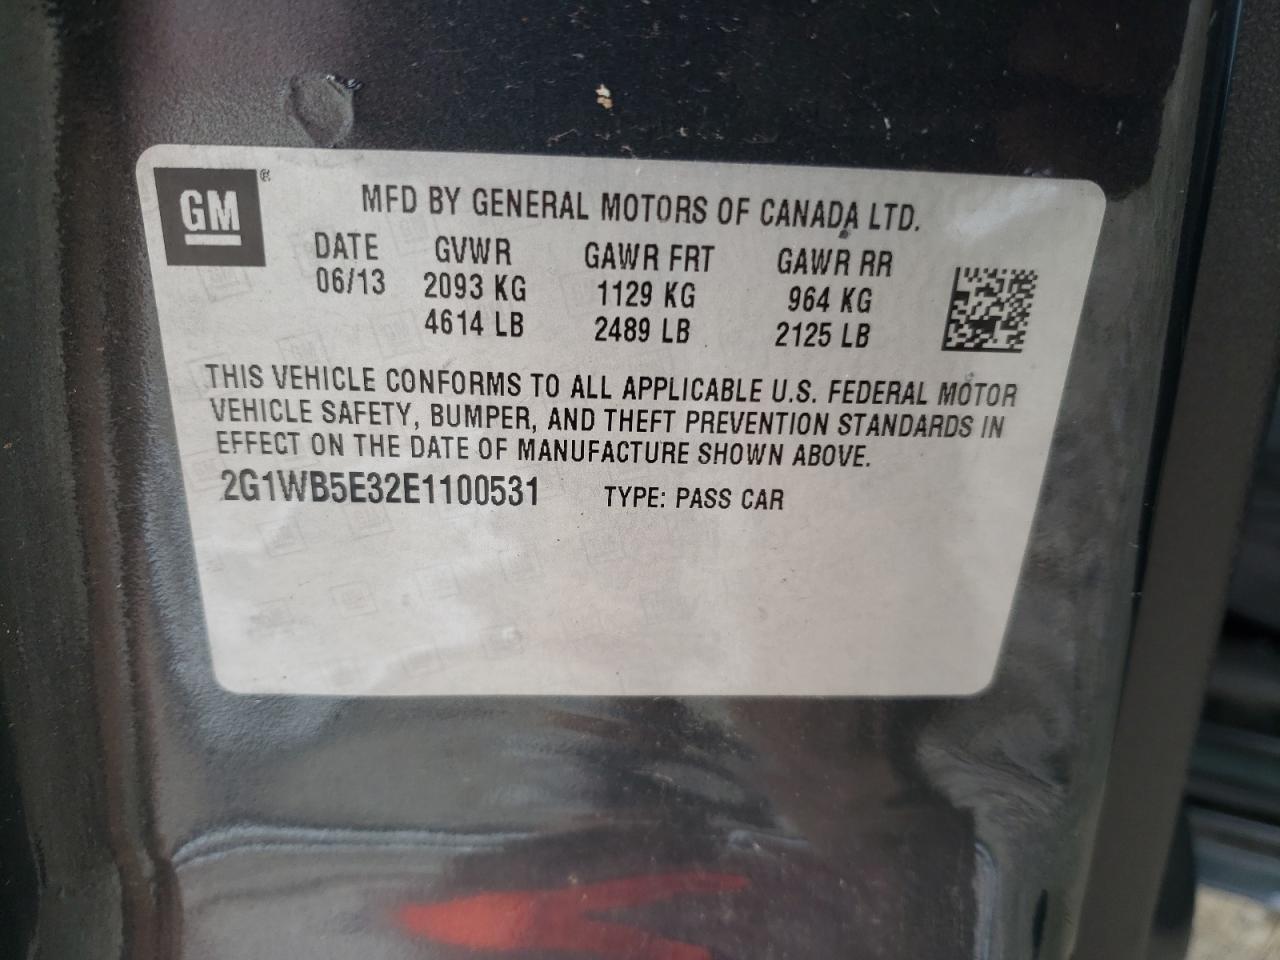 GM ®
MFD BY GENERAL MOTORS OF CANADA LTD.
DATE GVWR GAWR FRT GAWR RR
06/13 2093 KG 1129 KG 964 KG
4614 LB 2489 LB 2125 LB
THIS VEHICLE CONFORMS TO ALL APPLICABLE U.S. FEDERAL MOTOR
VEHICLE SAFETY, BUMPER, AND THEFT PREVENTION STANDARDS IN
EFFECT ON THE DATE OF MANUFACTURE SHOWN ABOVE.
2G1WB5E32E1100531 TYPE: PASS CAR